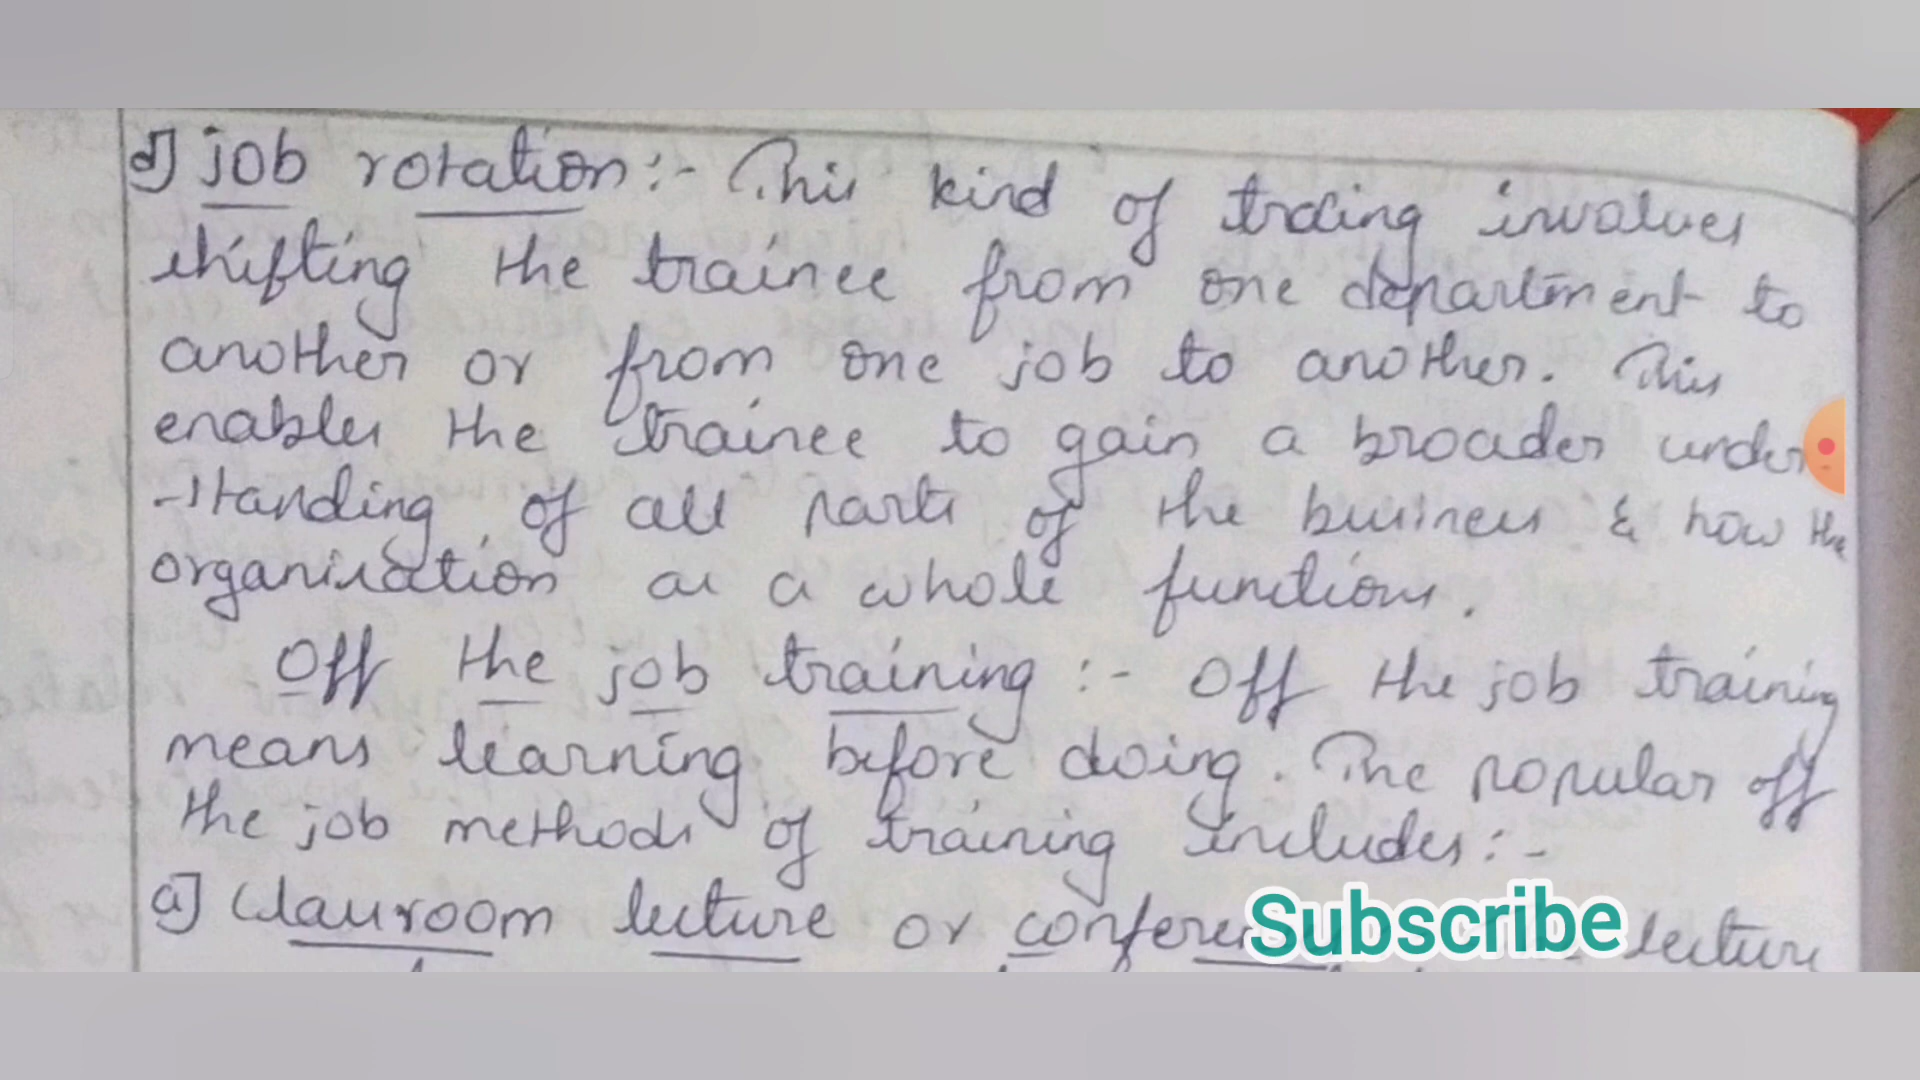 d] job rotation :- This kind of traing involves
shifting the trainee from one department to
another or from one job to another. This
enables the trainee to gain a broader under
-standing of all parts of the business & how the
organisation as a whole functions.
Off the job training :- Off the job training
means learning before doing. The popular off
the job methods of training includes :-
a] Classroom lecture or lecture
Subscribe